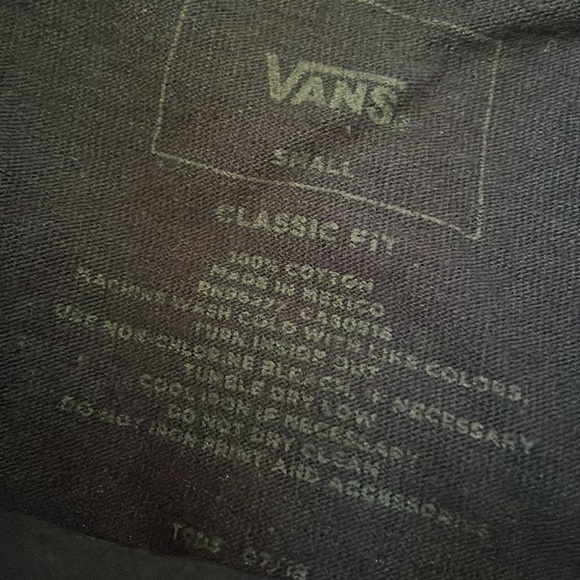 VANS
SMALL
CLASSIC FIT
100% COTTON
MADE IN MEXICO
MACHINE WASH COLD WITH LIKE COLORS,
TURN INSIDE OUT
USE NON-CHLORINE BLEACH, IF NECESSARY
TUMBLE DRY LOW
COOL IRON IF NECESSARY
DO NOT DRY CLEAN
DO NOT IRON PRINT AND ACCESSORIES
07/18